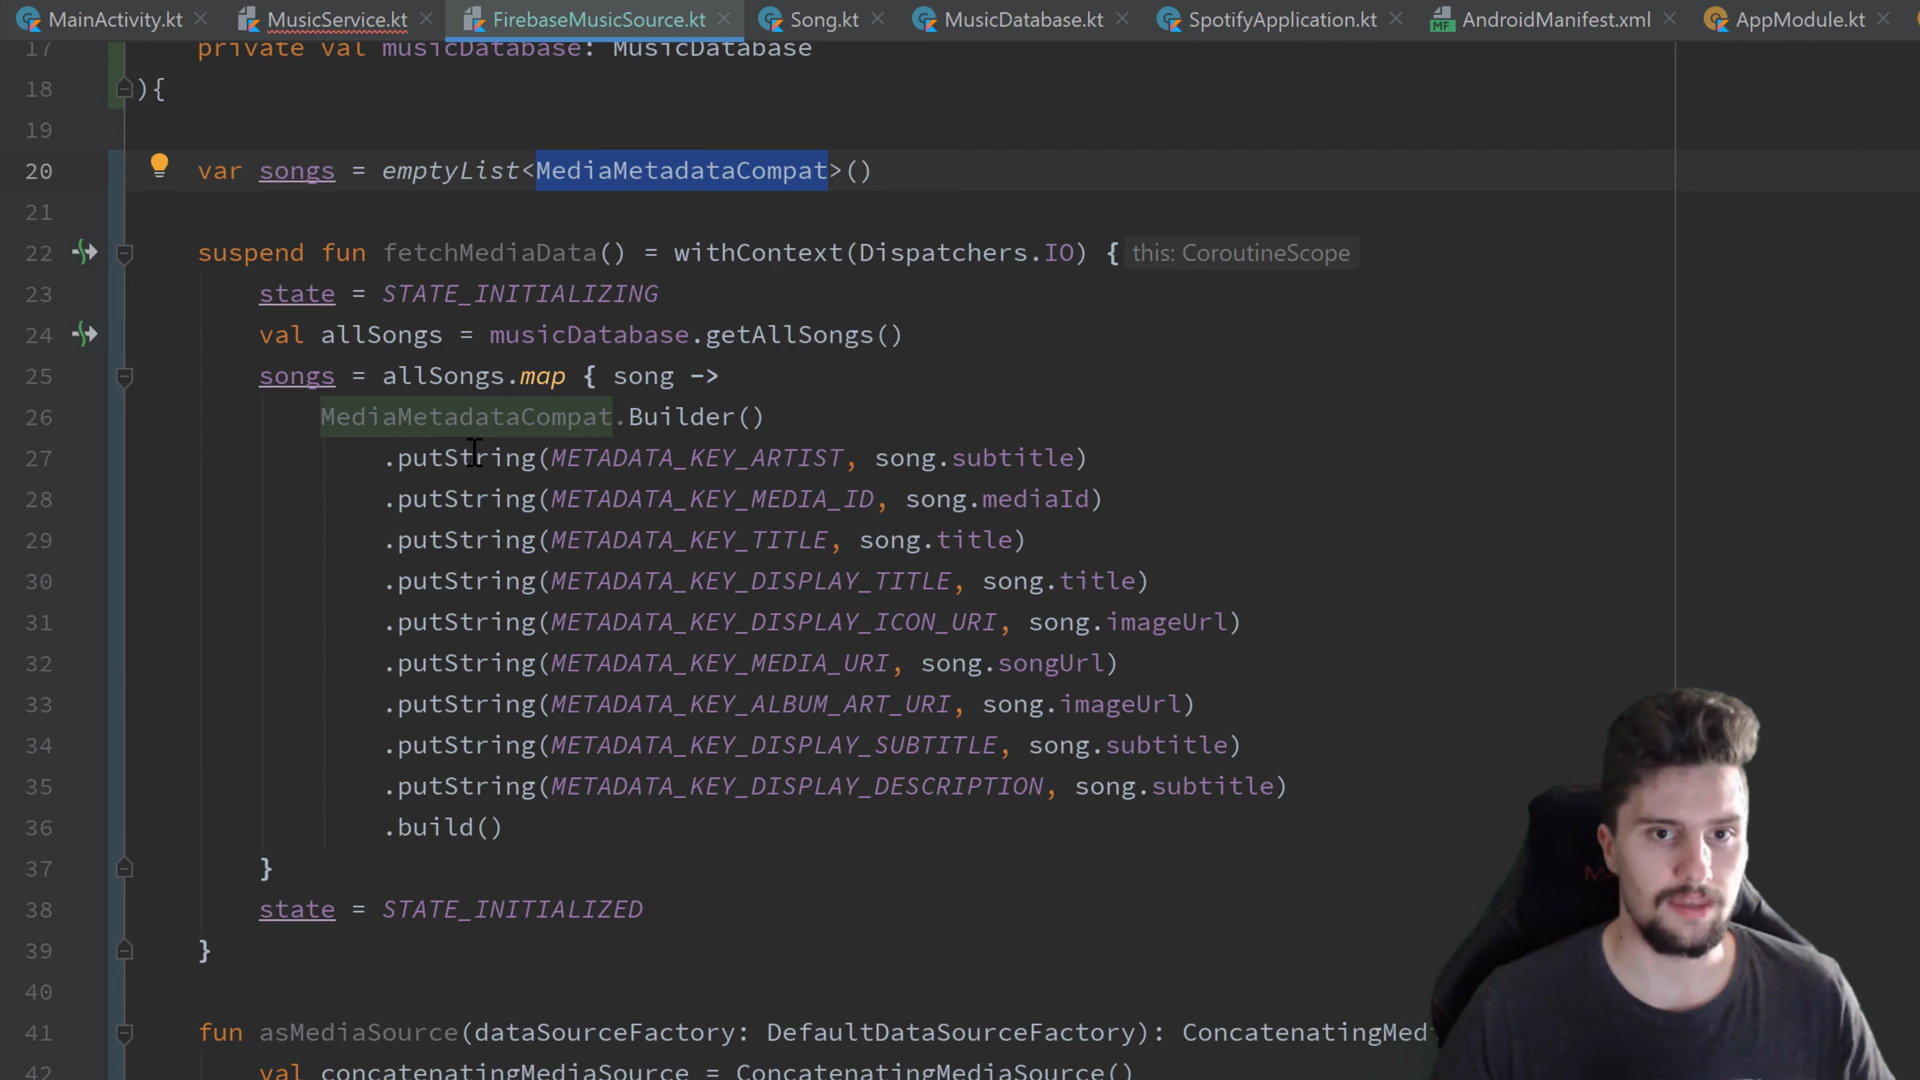 MainActivity.kt MusicService.kt FirebaseMusicSource.kt Song.kt MusicDatabase.kt SpotifyApplication.kt AndroidManifest.xml AppModule.kt
17 private val musicDatabase: MusicDatabase
18 ){
19
20 var songs = emptyList<MediaMetadataCompat>()
21
22 suspend fun fetchMediaData() = withContext(Dispatchers.IO) { this: CoroutineScope
23 state = STATE_INITIALIZING
24 val allSongs = musicDatabase.getAllSongs()
25 songs = allSongs.map { song ->
26 MediaMetadataCompat.Builder()
27 .putString(METADATA_KEY_ARTIST, song.subtitle)
28 .putString(METADATA_KEY_MEDIA_ID, song.mediaId)
29 .putString(METADATA_KEY_TITLE, song.title)
30 .putString(METADATA_KEY_DISPLAY_TITLE, song.title)
31 .putString(METADATA_KEY_DISPLAY_ICON_URI, song.imageUrl)
32 .putString(METADATA_KEY_MEDIA_URI, song.songUrl)
33 .putString(METADATA_KEY_ALBUM_ART_URI, song.imageUrl)
34 .putString(METADATA_KEY_DISPLAY_SUBTITLE, song.subtitle)
35 .putString(METADATA_KEY_DISPLAY_DESCRIPTION, song.subtitle)
36 .build()
37 }
38 state = STATE_INITIALIZED
39 }
40
41 fun asMediaSource(dataSourceFactory: DefaultDataSourceFactory): ConcatenatingMed
42 val concatenatingMediaSource = ConcatenatingMediaSource()